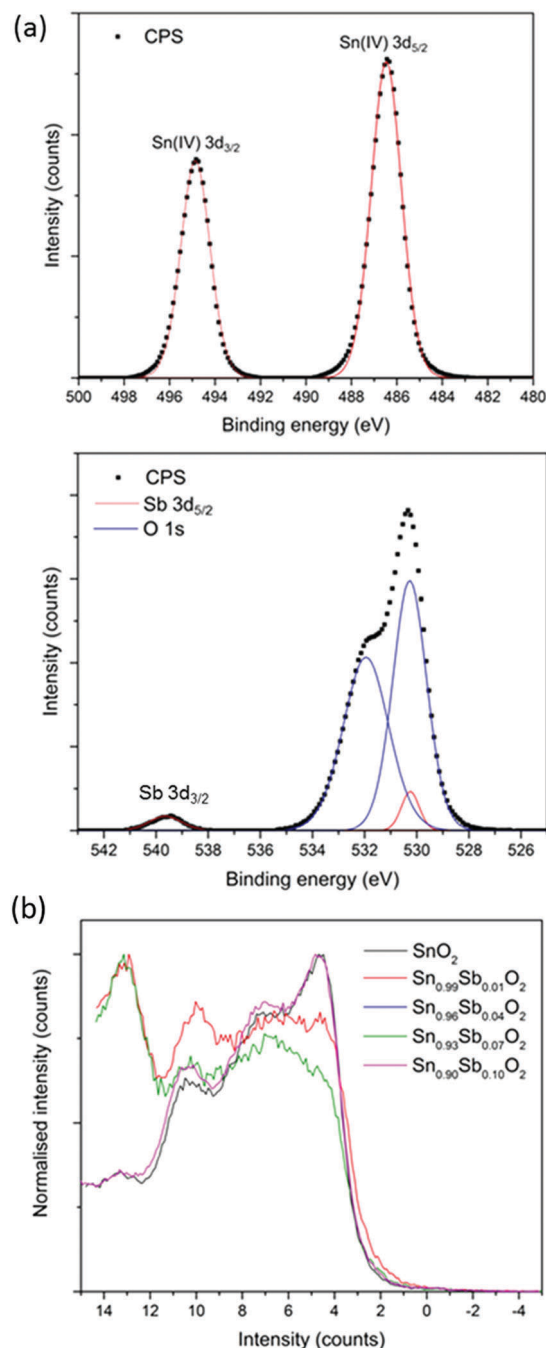 (a)
CPS
Sn(IV) 3d5/2
Sn(IV) 3d3/2
Intensity (counts)
500 498 496 494 492 490 488 486 484 482 480
Binding energy (eV)
CPS
Sb 3d5/2
O 1s
Intensity (counts)
Sb 3d3/2
542 540 538 536 534 532 530 528 526
Binding energy (eV)
(b)
SnO2
Sn0.99Sb0.01O2
Sn0.96Sb0.04O2
Sn0.93Sb0.07O2
Sn0.90Sb0.10O2
Normalised intensity (counts)
14 12 10 8 6 4 2 0 -2 -4
Intensity (counts)